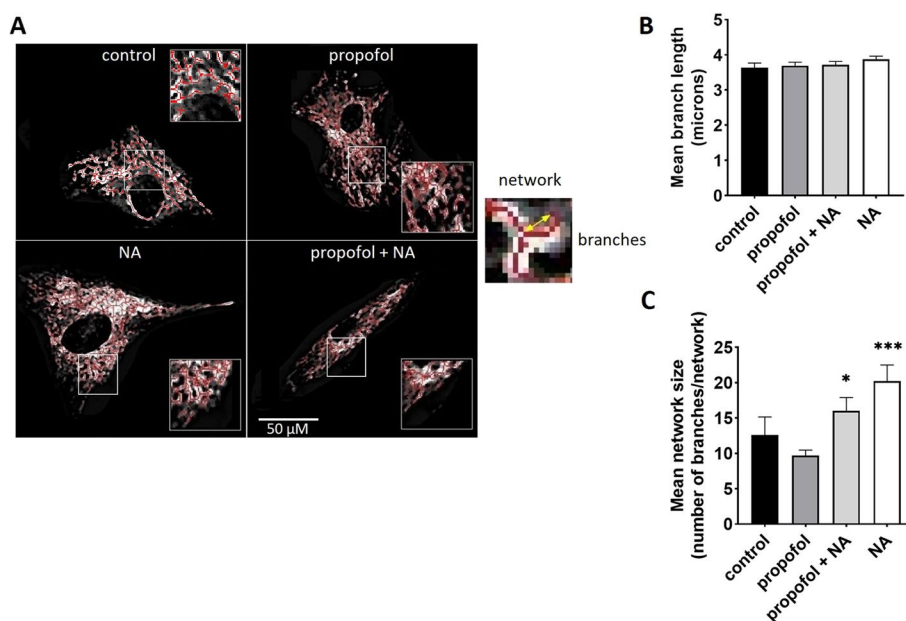 A
control
propofol
NA
propofol + NA
50 µM
network
branches
B
Mean branch length
(microns)
5
4
3
2
1
0
control
propofol
propofol + NA
NA
C
Mean network size
(number of branches/network)
25
20
15
10
5
0
*
***
control
propofol
propofol + NA
NA